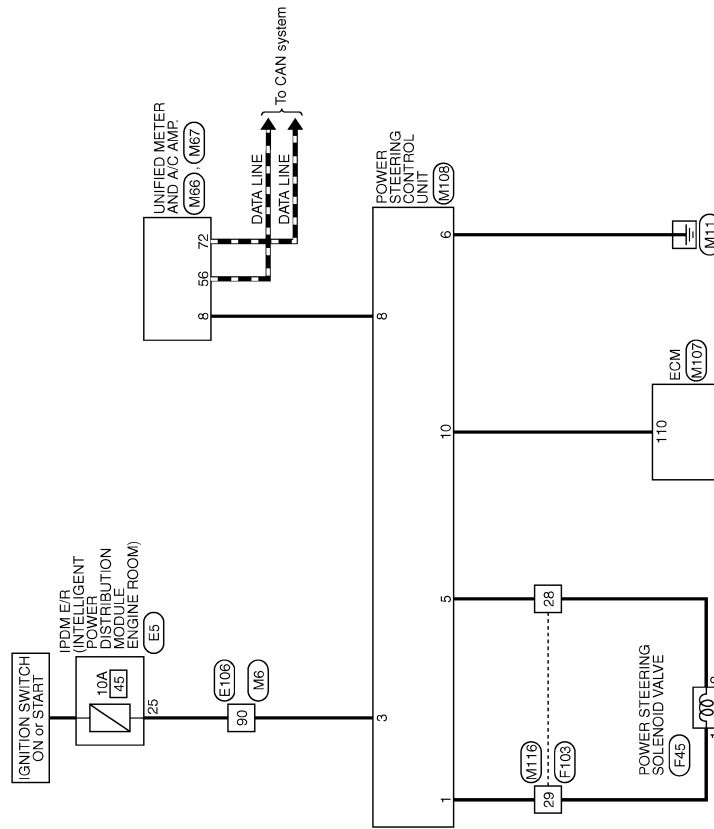 IGNITION SWITCH
ON or START
IPDM E/R
(INTELLIGENT
POWER
DISTRIBUTION
MODULE
ENGINE ROOM)
E5
10A
45
25
E106
90
M6
3
UNIFIED METER
AND A/C AMP.
M66 , M67
8
56
72
DATA LINE
DATA LINE
To CAN system
POWER
STEERING
CONTROL
UNIT
M108
8
1
5
10
6
M116
29
F103
28
POWER STEERING
SOLENOID VALVE
F45
ECM
M107
110
M11